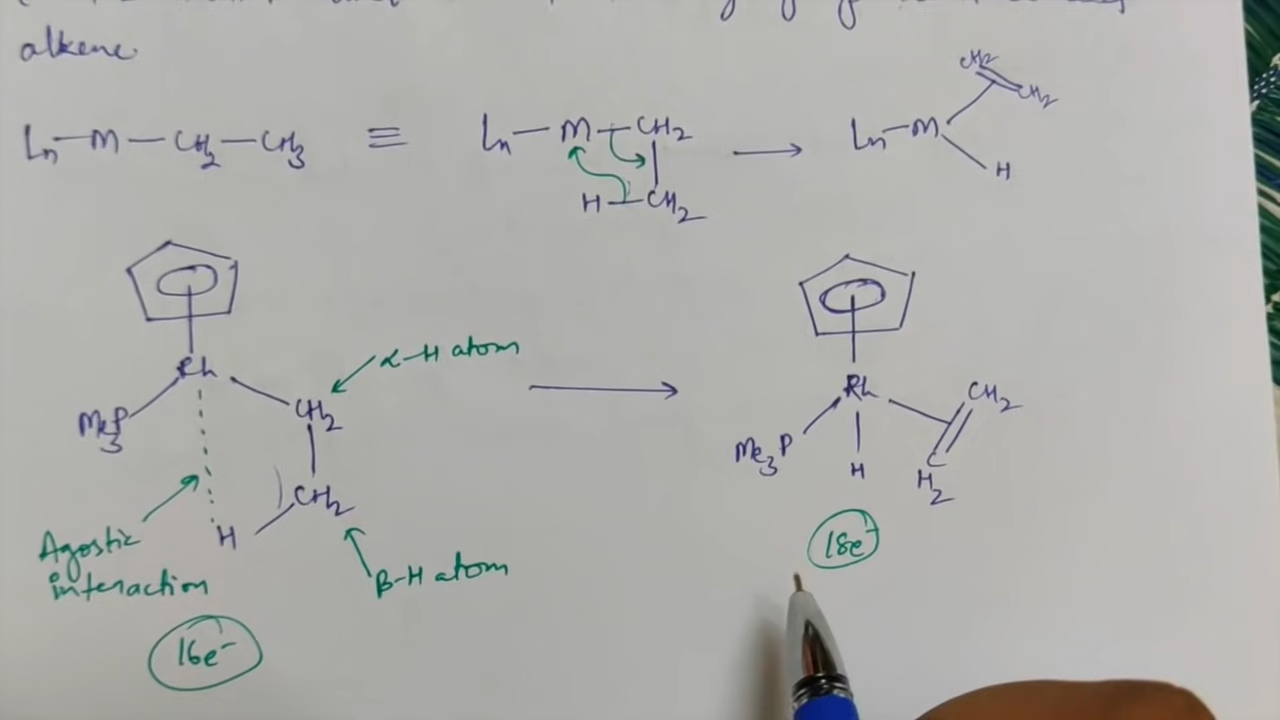 alkene
Ln—M—CH2—CH3 ≡ Ln—M—CH2 H—CH2 → Ln—M CH2 CH2 H
Rh Me3P CH2 CH2 H
α-H atom
β-H atom
Agostic
interaction
16e⁻
→
Rh Me3P H CH2 CH2
18e⁻